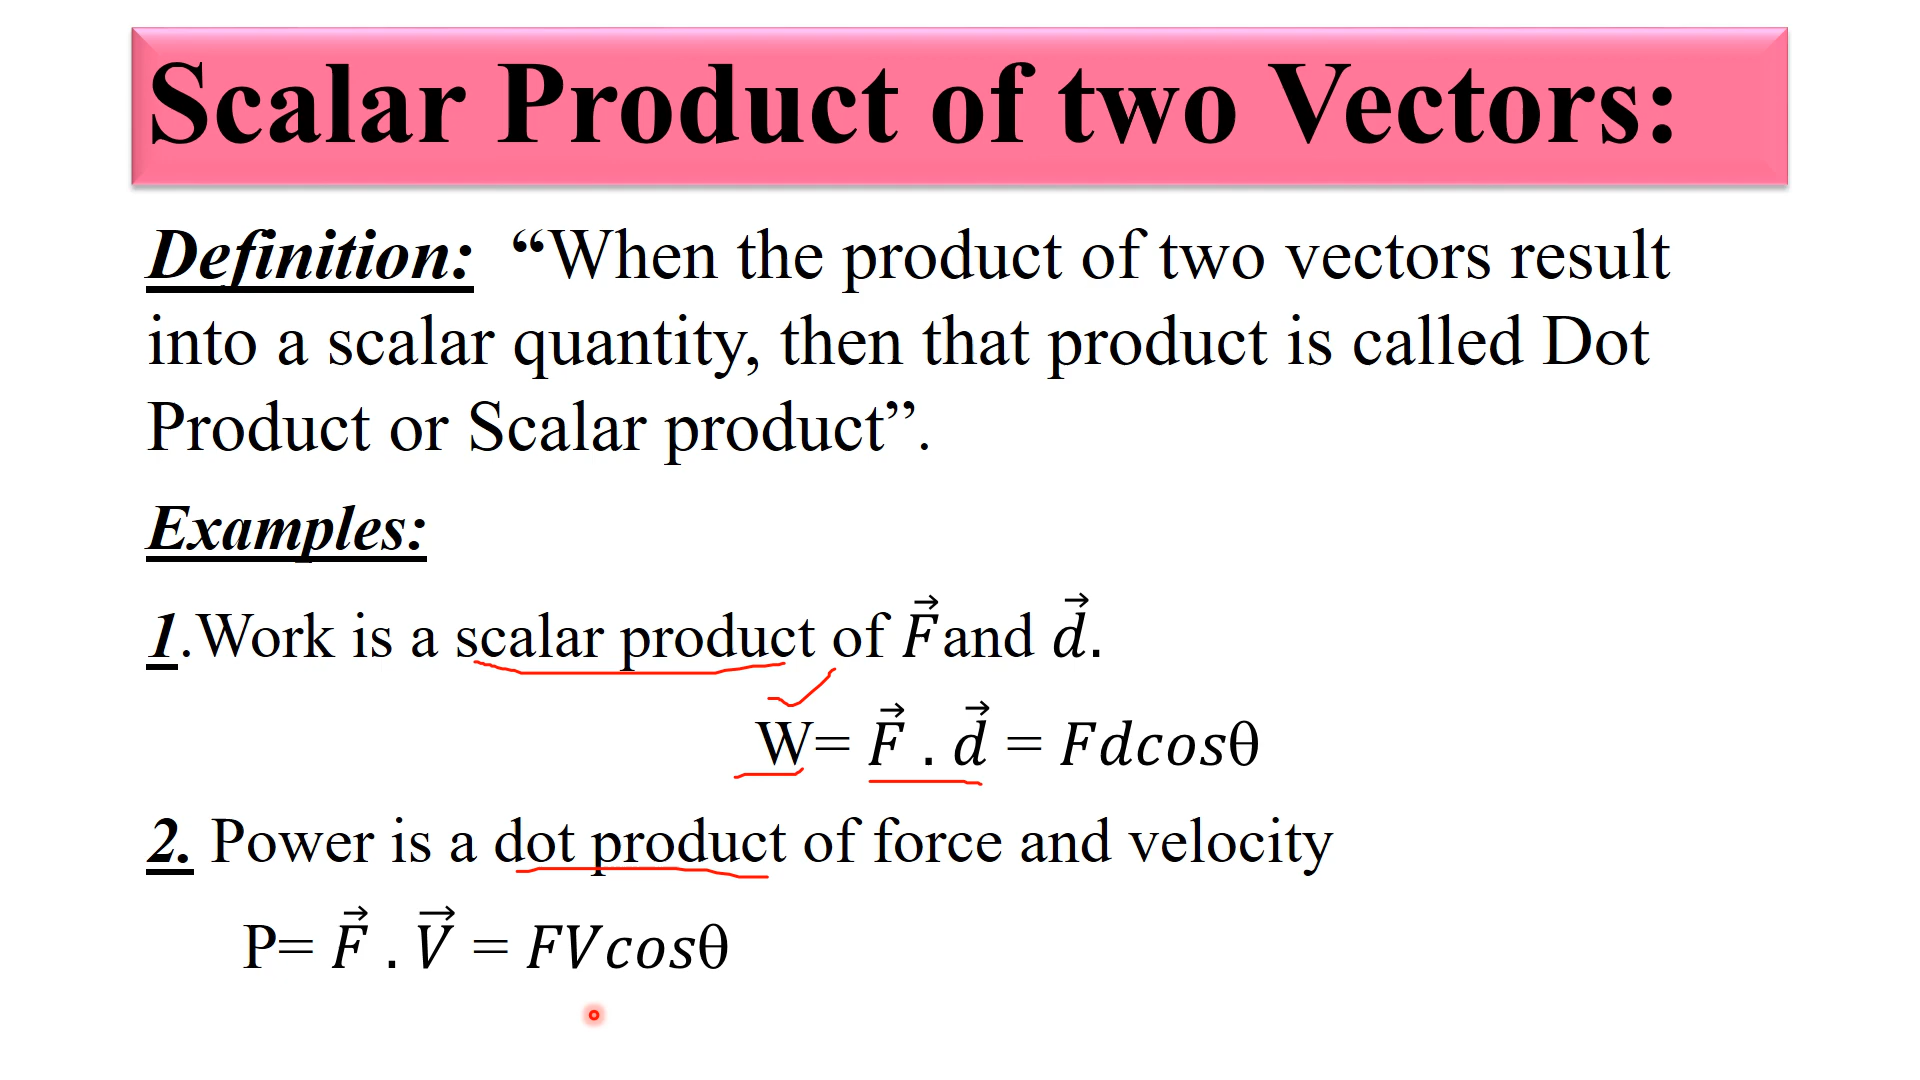 Scalar Product of two Vectors:
Definition: “When the product of two vectors result
into a scalar quantity, then that product is called Dot
Product or Scalar product”.
Examples:
1.Work is a scalar product of F⃗ and d⃗.
W= F⃗ . d⃗ = Fdcosθ
2. Power is a dot product of force and velocity
P= F⃗ . V⃗ = FVcosθ